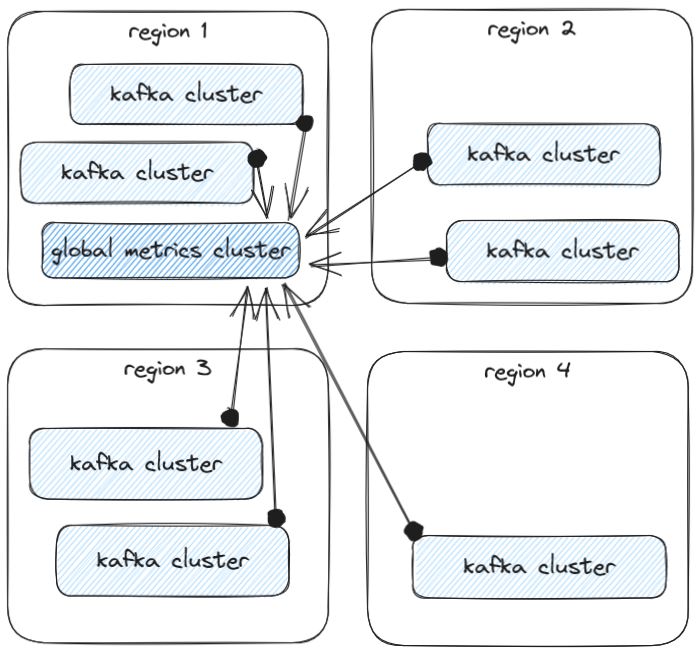 region 1
kafka cluster
kafka cluster
global metrics cluster
region 2
kafka cluster
kafka cluster
region 3
kafka cluster
kafka cluster
region 4
kafka cluster